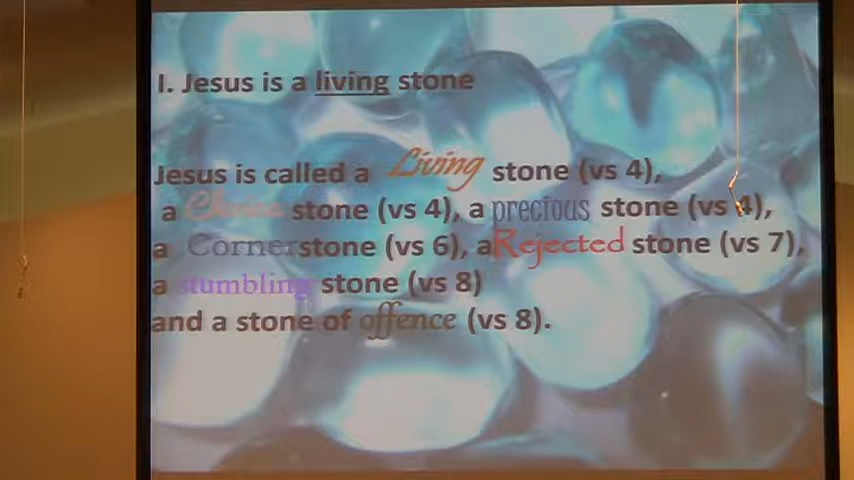 I. Jesus is a living stone
Jesus is called a Living stone (vs 4),
a Choice stone (vs 4), a precious stone (vs 4),
a Cornerstone (vs 6), a Rejected stone (vs 7),
a stumbling stone (vs 8)
and a stone of offence (vs 8).